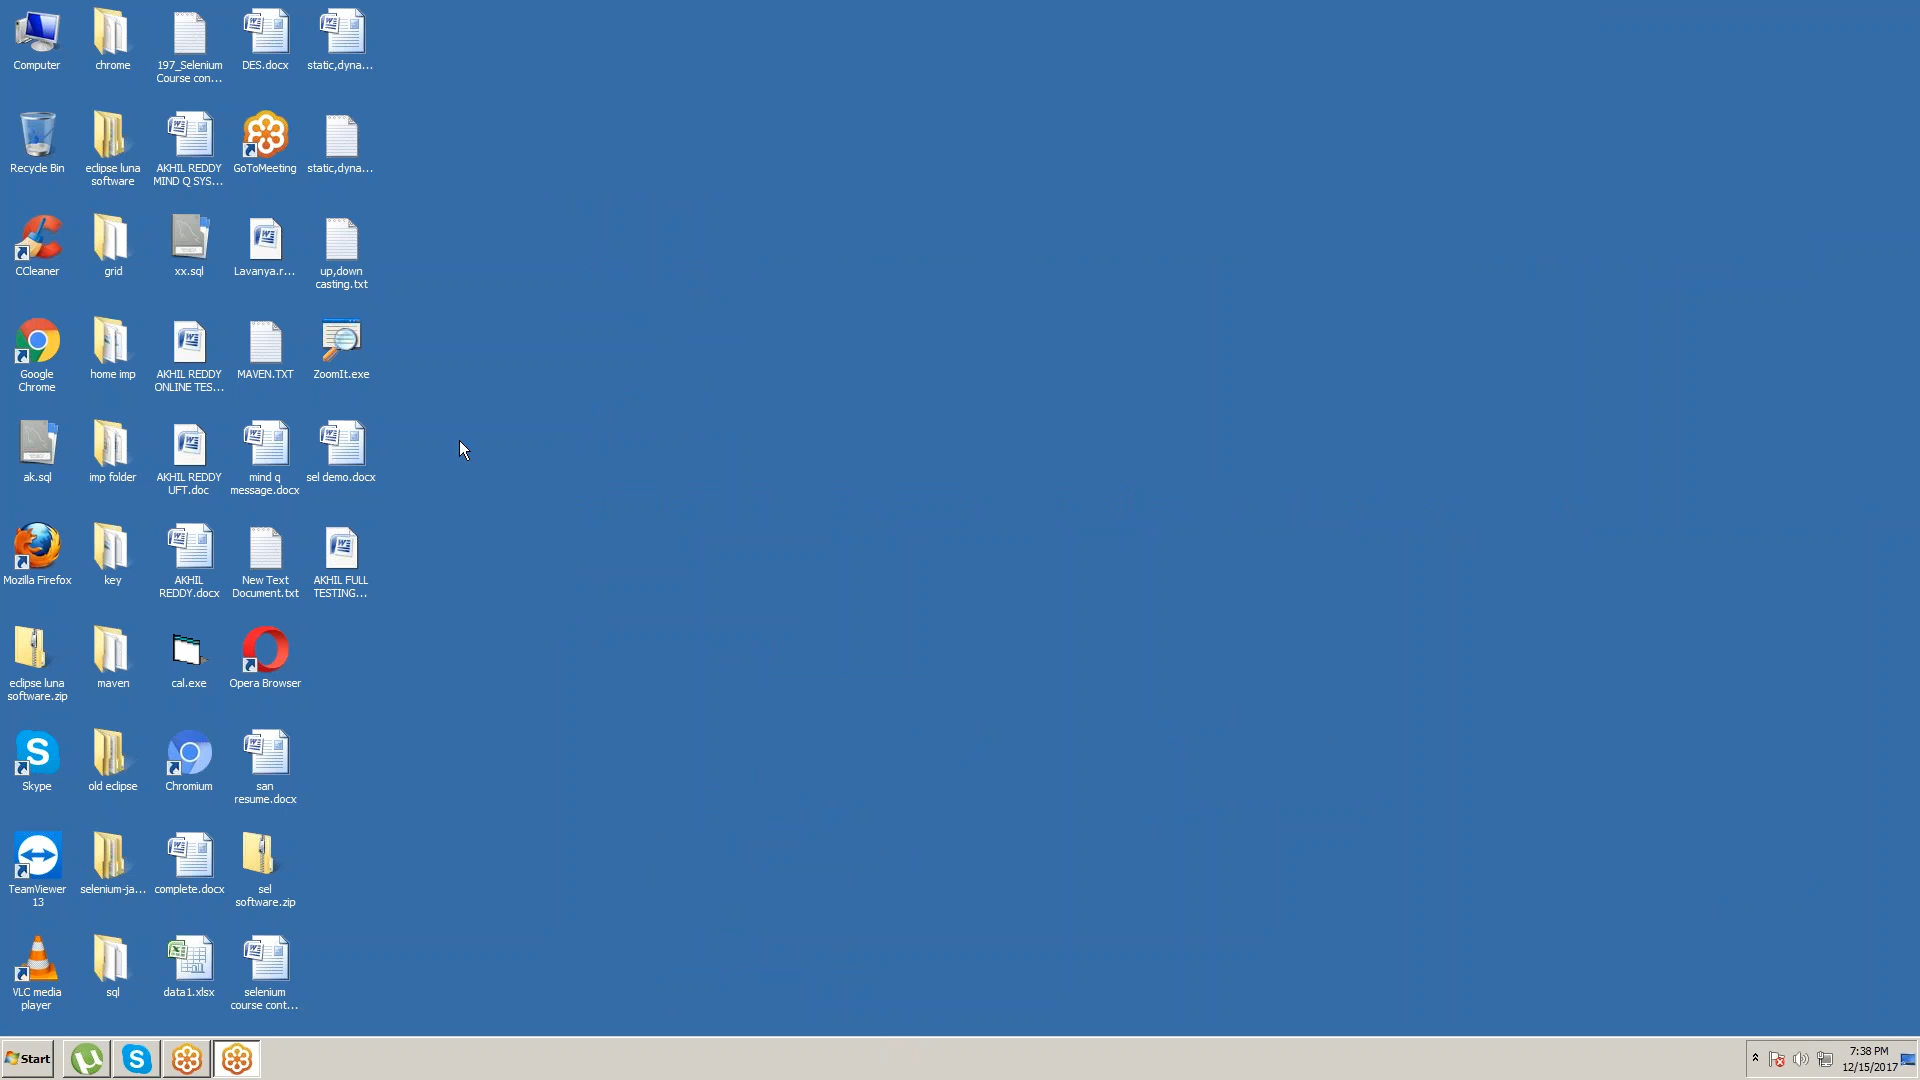 Computer
chrome
197_Selenium
Course con...
DES.docx
static,dyna...
Recycle Bin
eclipse luna
software
AKHIL REDDY
MIND Q SYS...
GoToMeeting
static,dyna...
CCleaner
grid
xx.sql
Lavanya.r...
up,down
casting.txt
Google
Chrome
home imp
AKHIL REDDY
ONLINE TES...
MAVEN.TXT
ZoomIt.exe
ak.sql
imp folder
AKHIL REDDY
UFT.doc
mind q
message.docx
sel demo.docx
Mozilla Firefox
key
AKHIL
REDDY.docx
New Text
Document.txt
AKHIL FULL
TESTING...
eclipse luna
software.zip
maven
cal.exe
Opera Browser
Skype
old eclipse
Chromium
san
resume.docx
TeamViewer
13
selenium-ja...
complete.docx
sel
software.zip
VLC media
player
sql
data1.xlsx
selenium
course cont...
Start
7:38 PM
12/15/2017